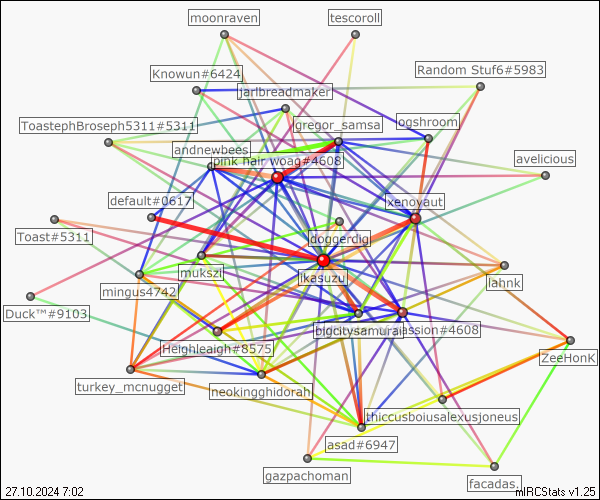 moonraven
tescoroll
Knowun#6424
Random Stuf6#5983
jarlbreadmaker
ToastephBroseph5311#5311
gregor_samsa
ogshroom
andnewbees
pink hair woag#4608
avelicious
default#0617
xenoyaut
Toast#5311
doggerdig
mukszi
ikasuzu
lahnk
mingus4742
Duck™#9103
bigcitysamurai
ssion#4608
Heighleaigh#8575
ZeeHonK
turkey_mcnugget
neokingghidorah
thiccusboiusalexusjoneus
asad#6947
gazpachoman
facadas.
27.10.2024 7:02
mIRCStats v1.25